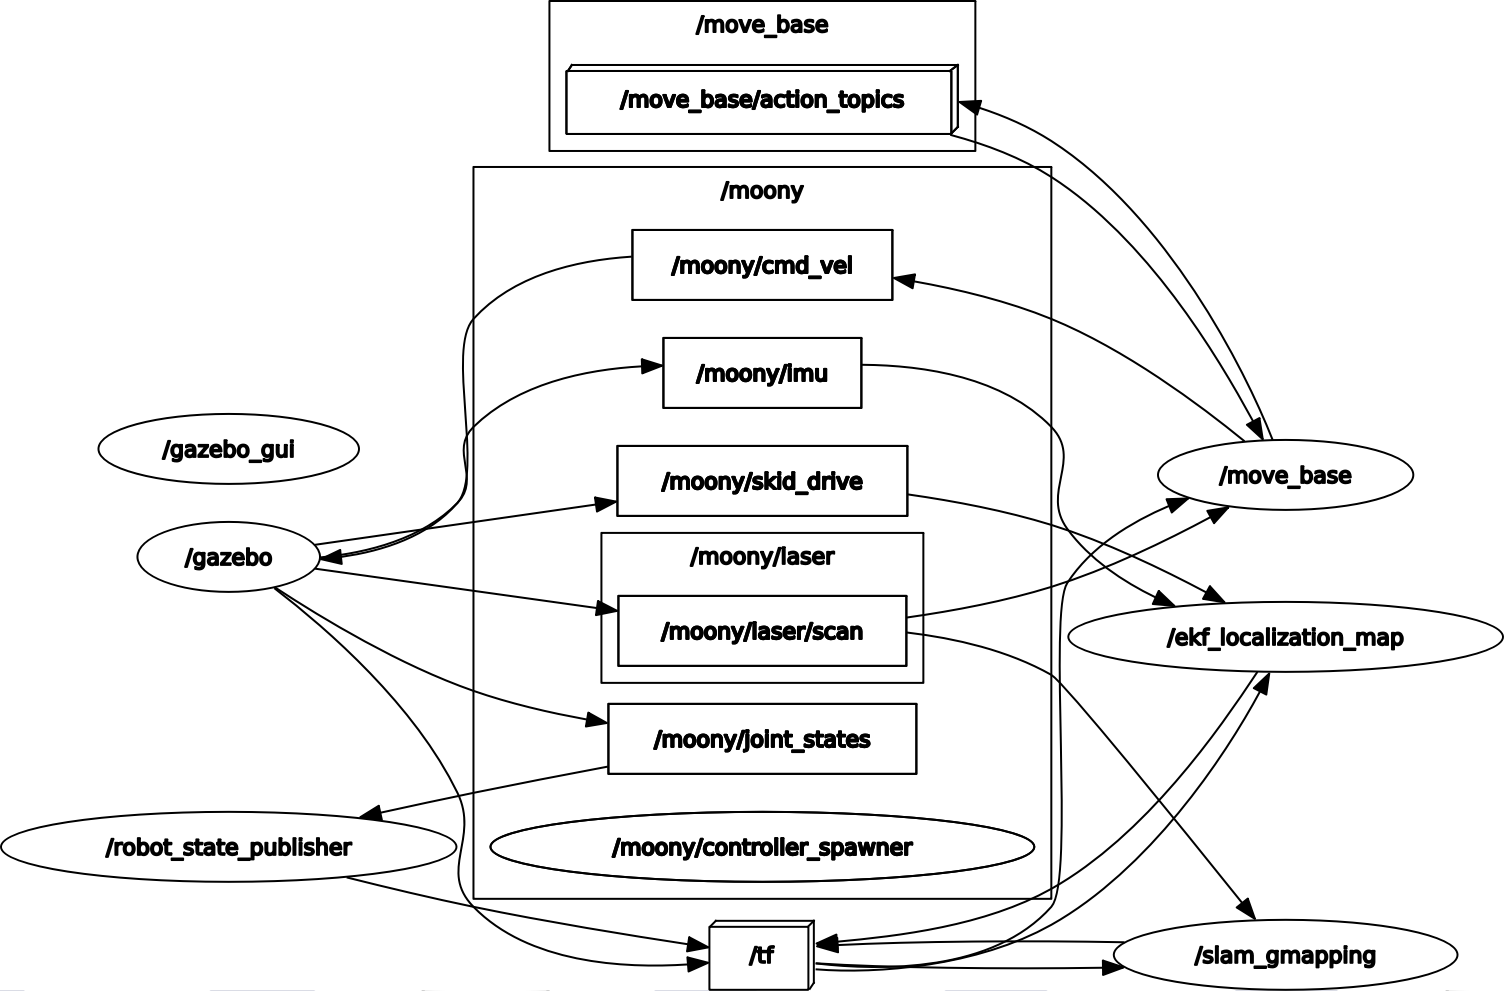 /move_base
/move_base/action_topics
/moony
/moony/cmd_vel
/moony/imu
/gazebo_gui
/moony/skid_drive
/move_base
/gazebo
/moony/laser
/moony/laser/scan
/ekf_localization_map
/moony/joint_states
/robot_state_publisher
/moony/controller_spawner
/tf
/slam_gmapping